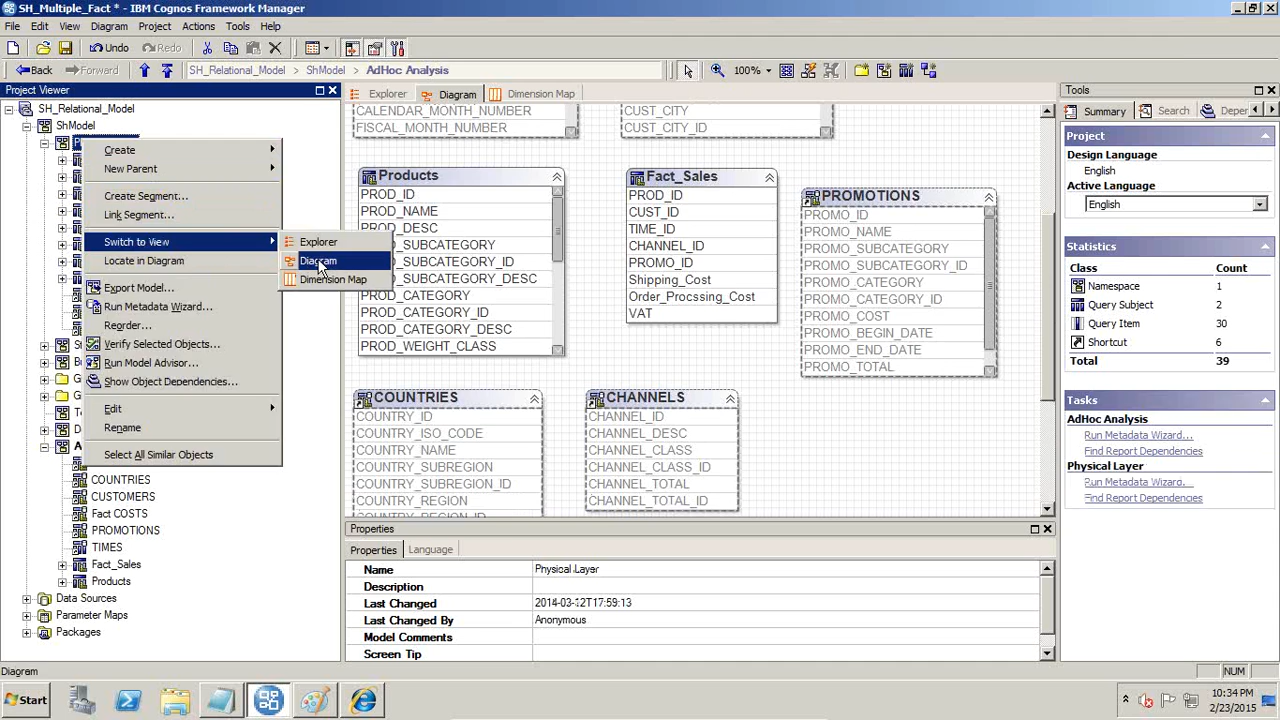 SH_Multiple_Fact * - IBM Cognos Framework Manager
File Edit View Diagram Project Actions Tools Help
Undo Redo
Back Forward SH_Relational_Model > ShModel > AdHoc Analysis 100%
Project Viewer
SH_Relational_Model
ShModel
Create
New Parent
Create Segment...
Link Segment...
Switch to View
Locate in Diagram
Export Model...
Run Metadata Wizard...
Reorder...
Verify Selected Objects...
Run Model Advisor...
Show Object Dependencies...
Edit
Rename
Select All Similar Objects
Explorer
Diagram
Dimension Map
COUNTRIES
CUSTOMERS
Fact COSTS
PROMOTIONS
TIMES
Fact_Sales
Products
Data Sources
Parameter Maps
Packages
Explorer Diagram Dimension Map
CALENDAR_MONTH_NUMBER
FISCAL_MONTH_NUMBER
CUST_CITY
CUST_CITY_ID
Products
PROD_ID
PROD_NAME
PROD_DESC
PROD_SUBCATEGORY
PROD_SUBCATEGORY_ID
PROD_SUBCATEGORY_DESC
PROD_CATEGORY
PROD_CATEGORY_ID
PROD_CATEGORY_DESC
PROD_WEIGHT_CLASS
Fact_Sales
PROD_ID
CUST_ID
TIME_ID
CHANNEL_ID
PROMO_ID
Shipping_Cost
Order_Procssing_Cost
VAT
PROMOTIONS
PROMO_ID
PROMO_NAME
PROMO_SUBCATEGORY
PROMO_SUBCATEGORY_ID
PROMO_CATEGORY
PROMO_CATEGORY_ID
PROMO_COST
PROMO_BEGIN_DATE
PROMO_END_DATE
PROMO_TOTAL
COUNTRIES
COUNTRY_ID
COUNTRY_ISO_CODE
COUNTRY_NAME
COUNTRY_SUBREGION
COUNTRY_SUBREGION_ID
COUNTRY_REGION
COUNTRY_REGION_ID
CHANNELS
CHANNEL_ID
CHANNEL_DESC
CHANNEL_CLASS
CHANNEL_CLASS_ID
CHANNEL_TOTAL
CHANNEL_TOTAL_ID
Properties
Properties Language
Name Physical Layer
Description
Last Changed 2014-03-12T17:59:13
Last Changed By Anonymous
Model Comments
Screen Tip
Tools
Summary Search Deper
Project
Design Language
English
Active Language
English
Statistics
Class Count
Namespace 1
Query Subject 2
Query Item 30
Shortcut 6
Total 39
Tasks
AdHoc Analysis
Run Metadata Wizard...
Find Report Dependencies
Physical Layer
Run Metadata Wizard...
Find Report Dependencies
Diagram
NUM
Start
10:34 PM
2/23/2015